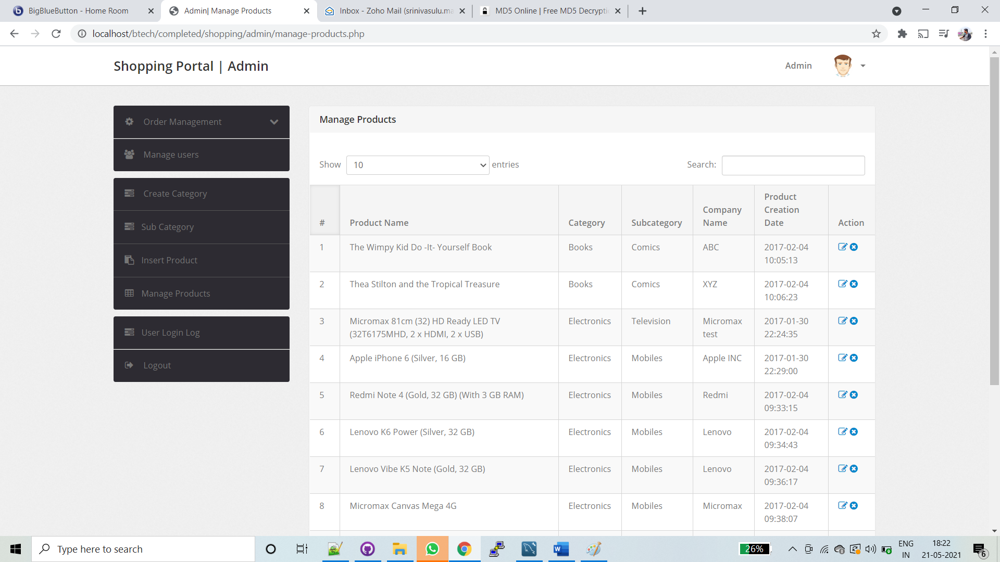 BigBlueButton - Home Room
Admin| Manage Products
Inbox - Zoho Mail (srinivasulu.ma
MD5 Online | Free MD5 Decryptio
localhost/btech/completed/shopping/admin/manage-products.php
Shopping Portal | Admin
Admin
Order Management
Manage users
Create Category
Sub Category
Insert Product
Manage Products
User Login Log
Logout
Manage Products
Show 10 entries
Search:
# Product Name Category Subcategory Company Name Product Creation Date Action
1 The Wimpy Kid Do -It- Yourself Book Books Comics ABC 2017-02-04 10:05:13
2 Thea Stilton and the Tropical Treasure Books Comics XYZ 2017-02-04 10:06:23
3 Micromax 81cm (32) HD Ready LED TV (32T6175MHD, 2 x HDMI, 2 x USB) Electronics Television Micromax test 2017-01-30 22:24:35
4 Apple iPhone 6 (Silver, 16 GB) Electronics Mobiles Apple INC 2017-01-30 22:29:00
5 Redmi Note 4 (Gold, 32 GB) (With 3 GB RAM) Electronics Mobiles Redmi 2017-02-04 09:33:15
6 Lenovo K6 Power (Silver, 32 GB) Electronics Mobiles Lenovo 2017-02-04 09:34:43
7 Lenovo Vibe K5 Note (Gold, 32 GB) Electronics Mobiles Lenovo 2017-02-04 09:36:17
8 Micromax Canvas Mega 4G Electronics Mobiles Micromax 2017-02-04 09:38:07
Type here to search
26%
ENG
IN
18:22
21-05-2021
6